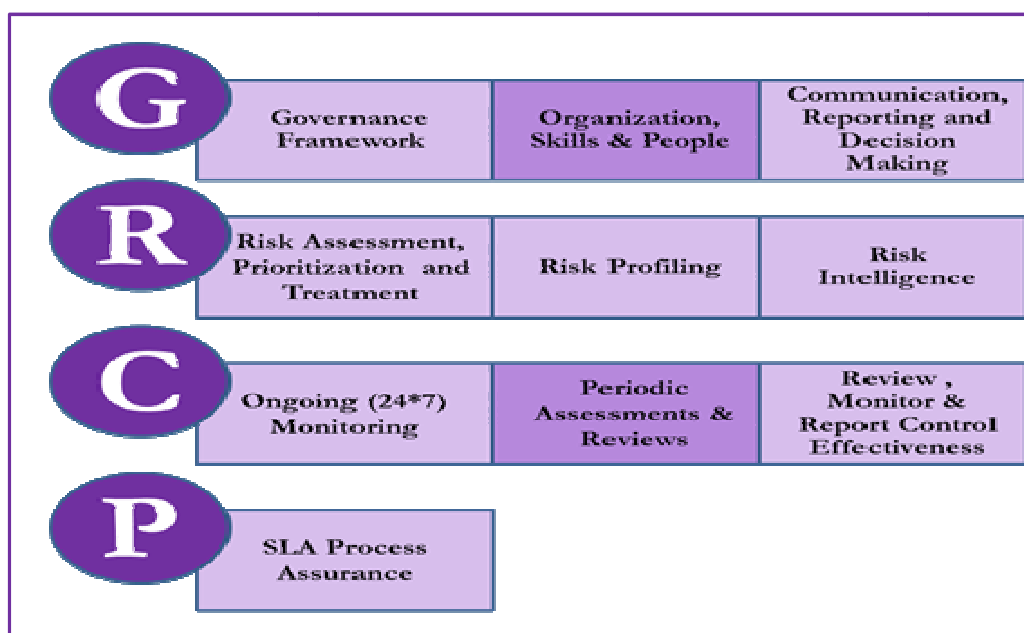 G
Governance
Framework
Organization,
Skills & People
Communication,
Reporting and
Decision
Making
R
Risk Assessment,
Prioritization and
Treatment
Risk Profiling
Risk
Intelligence
C
Ongoing (24*7)
Monitoring
Periodic
Assessments &
Reviews
Review ,
Monitor &
Report Control
Effectiveness
P
SLA Process
Assurance